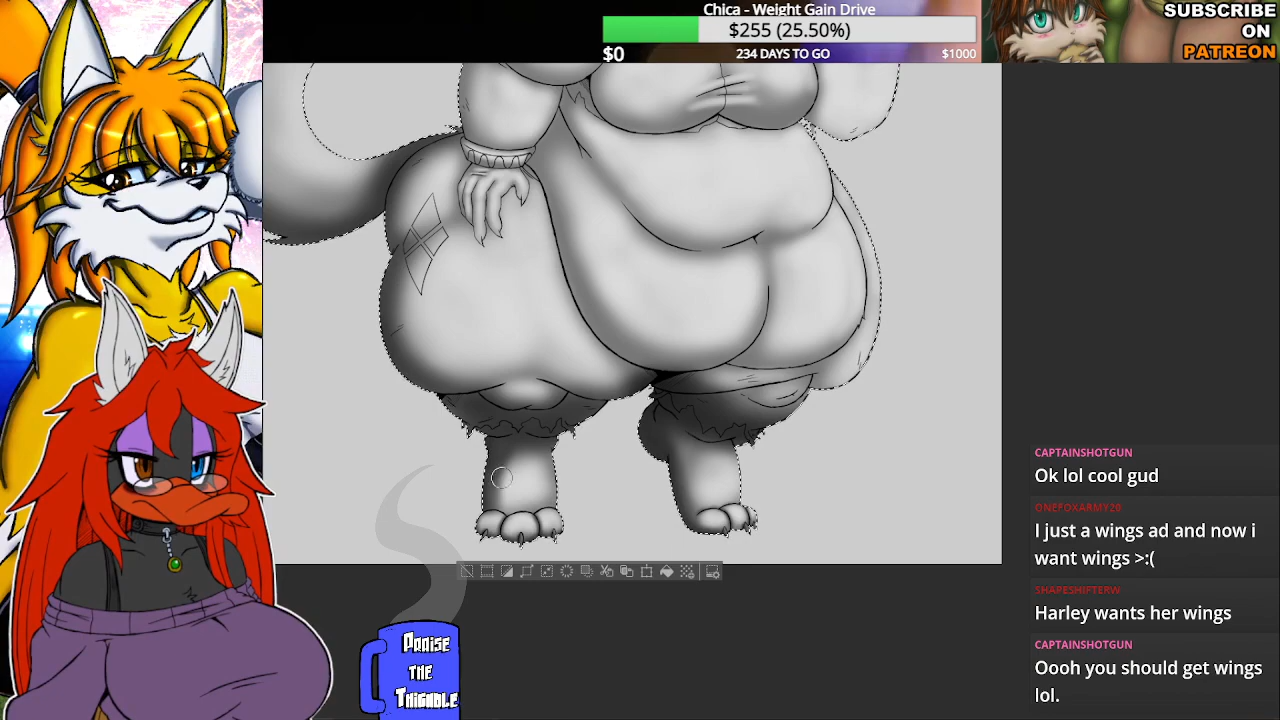 Chica - Weight Gain Drive
$255 (25.50%)
$0
234 DAYS TO GO
$1000
SUBSCRIBE
ON
PATREON
CAPTAINSHOTGUN
Ok lol cool gud
ONEFOXARMY20
I just a wings ad and now i
want wings >:(
SHAPESHIFTERW
Harley wants her wings
CAPTAINSHOTGUN
Oooh you should get wings
lol.
PRAISE
THE
THIGHDLE